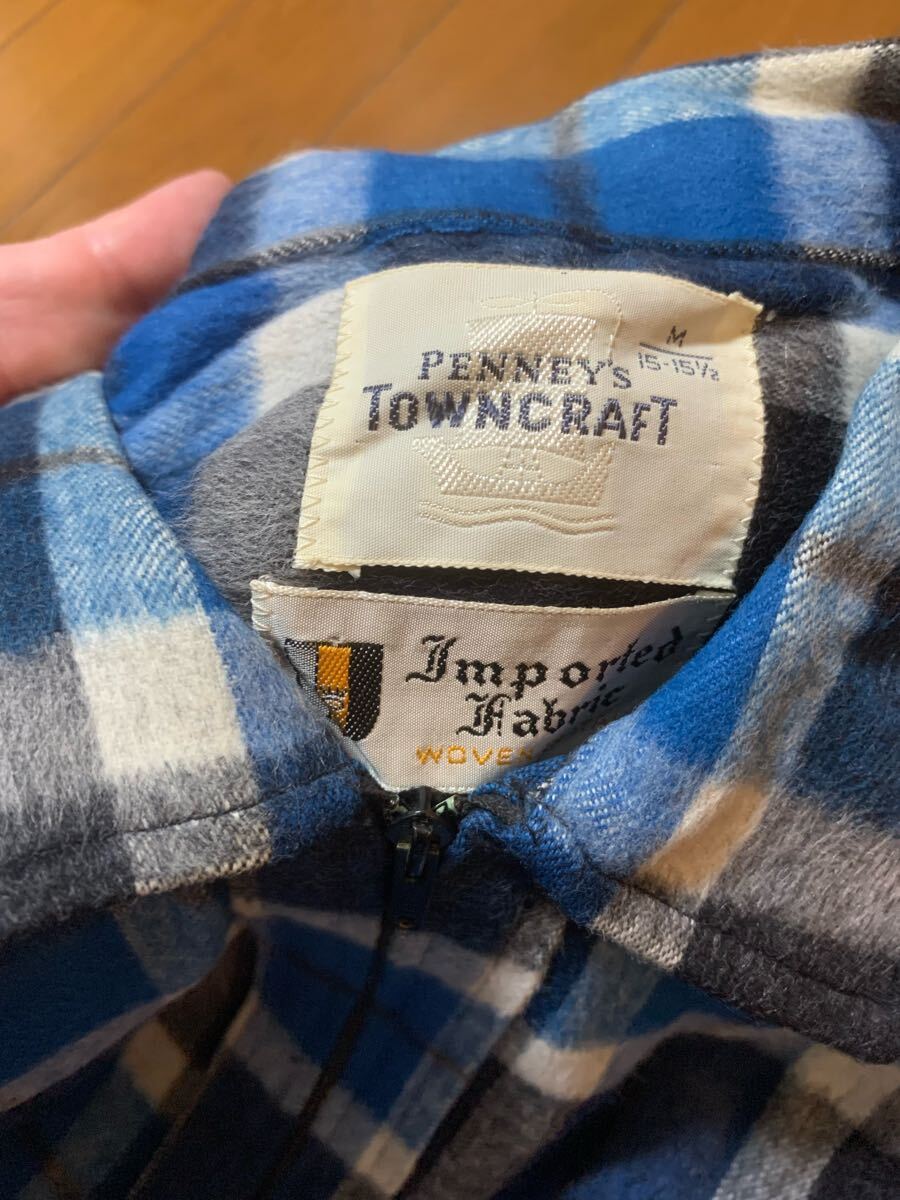 PENNEY'S
TOWNCRAFT
M
15-15½
Imported
Fabric
WOVEN